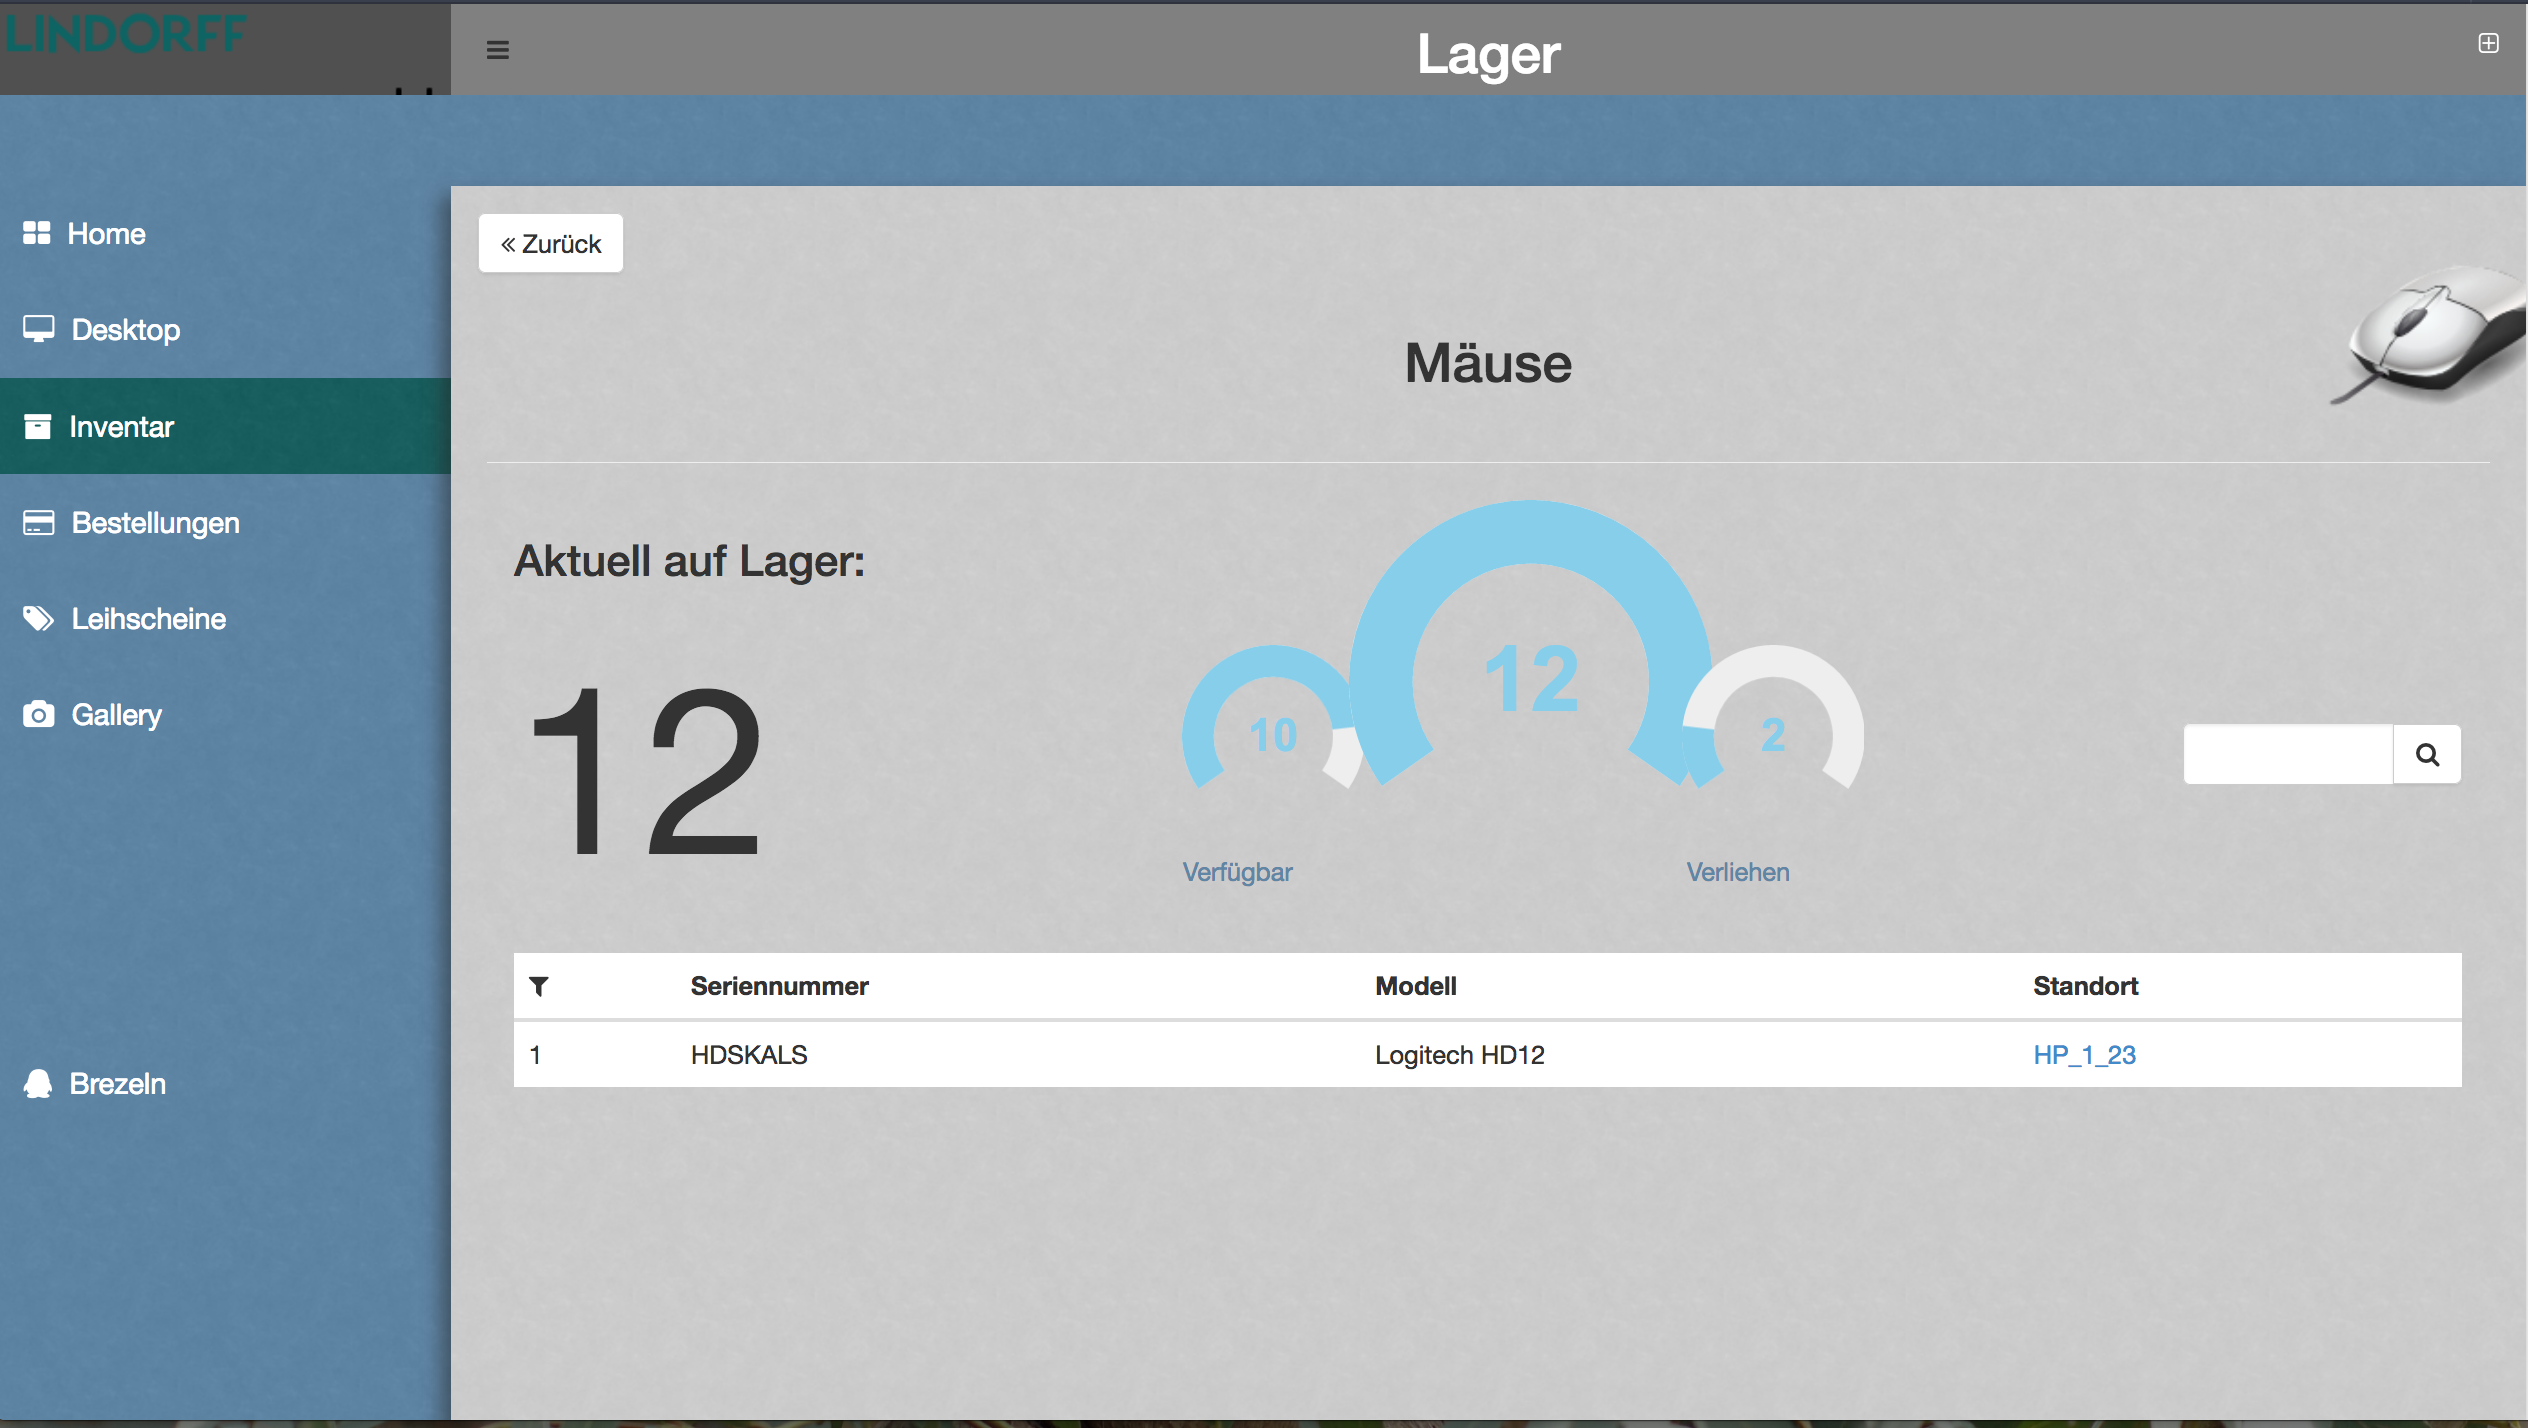 LINDORFF
Lager
Home
Desktop
Inventar
Bestellungen
Leihscheine
Gallery
Brezeln
« Zurück
Mäuse
Aktuell auf Lager:
12
10
12
2
Verfügbar
Verliehen
Seriennummer Modell Standort
1 HDSKALS Logitech HD12 HP_1_23